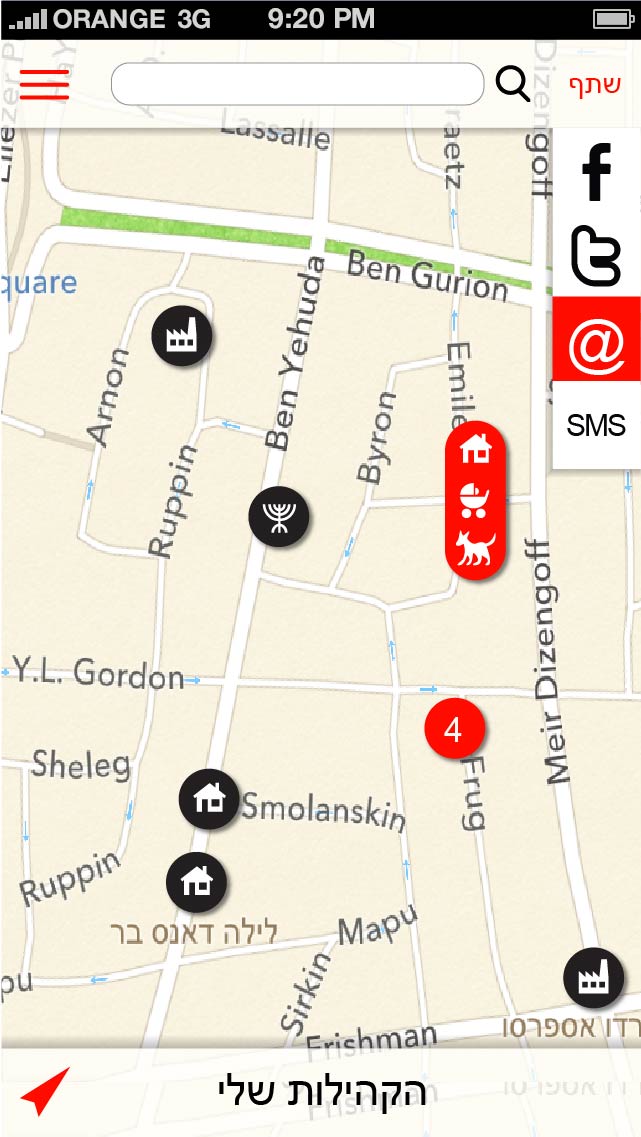 ORANGE 3G 9:20 PM
שתף
Dizengoff
Lassalle
Ben Gurion
quare
Ben Yehuda
Arnon
Ruppin
Byron
Emile
@
SMS
Y.L. Gordon
Meir Dizengoff
4
Sheleg
Frug
Smolanskin
Ruppin
לילה דאנס בר
Mapu
pu
Sirkin
רדו אספרסו
Frishman
הקהילות שלי